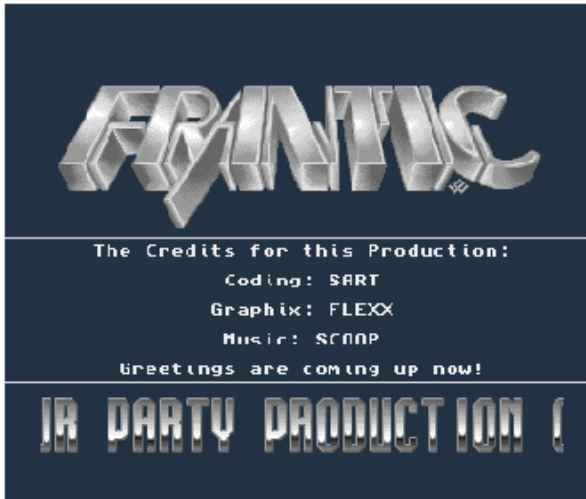 FRANTIC
The Credits for this Production:
Coding: SART
Graphix: FLEXX
Music: SCOOP
Greetings are coming up now!
UR PARTY PRODUCTION (